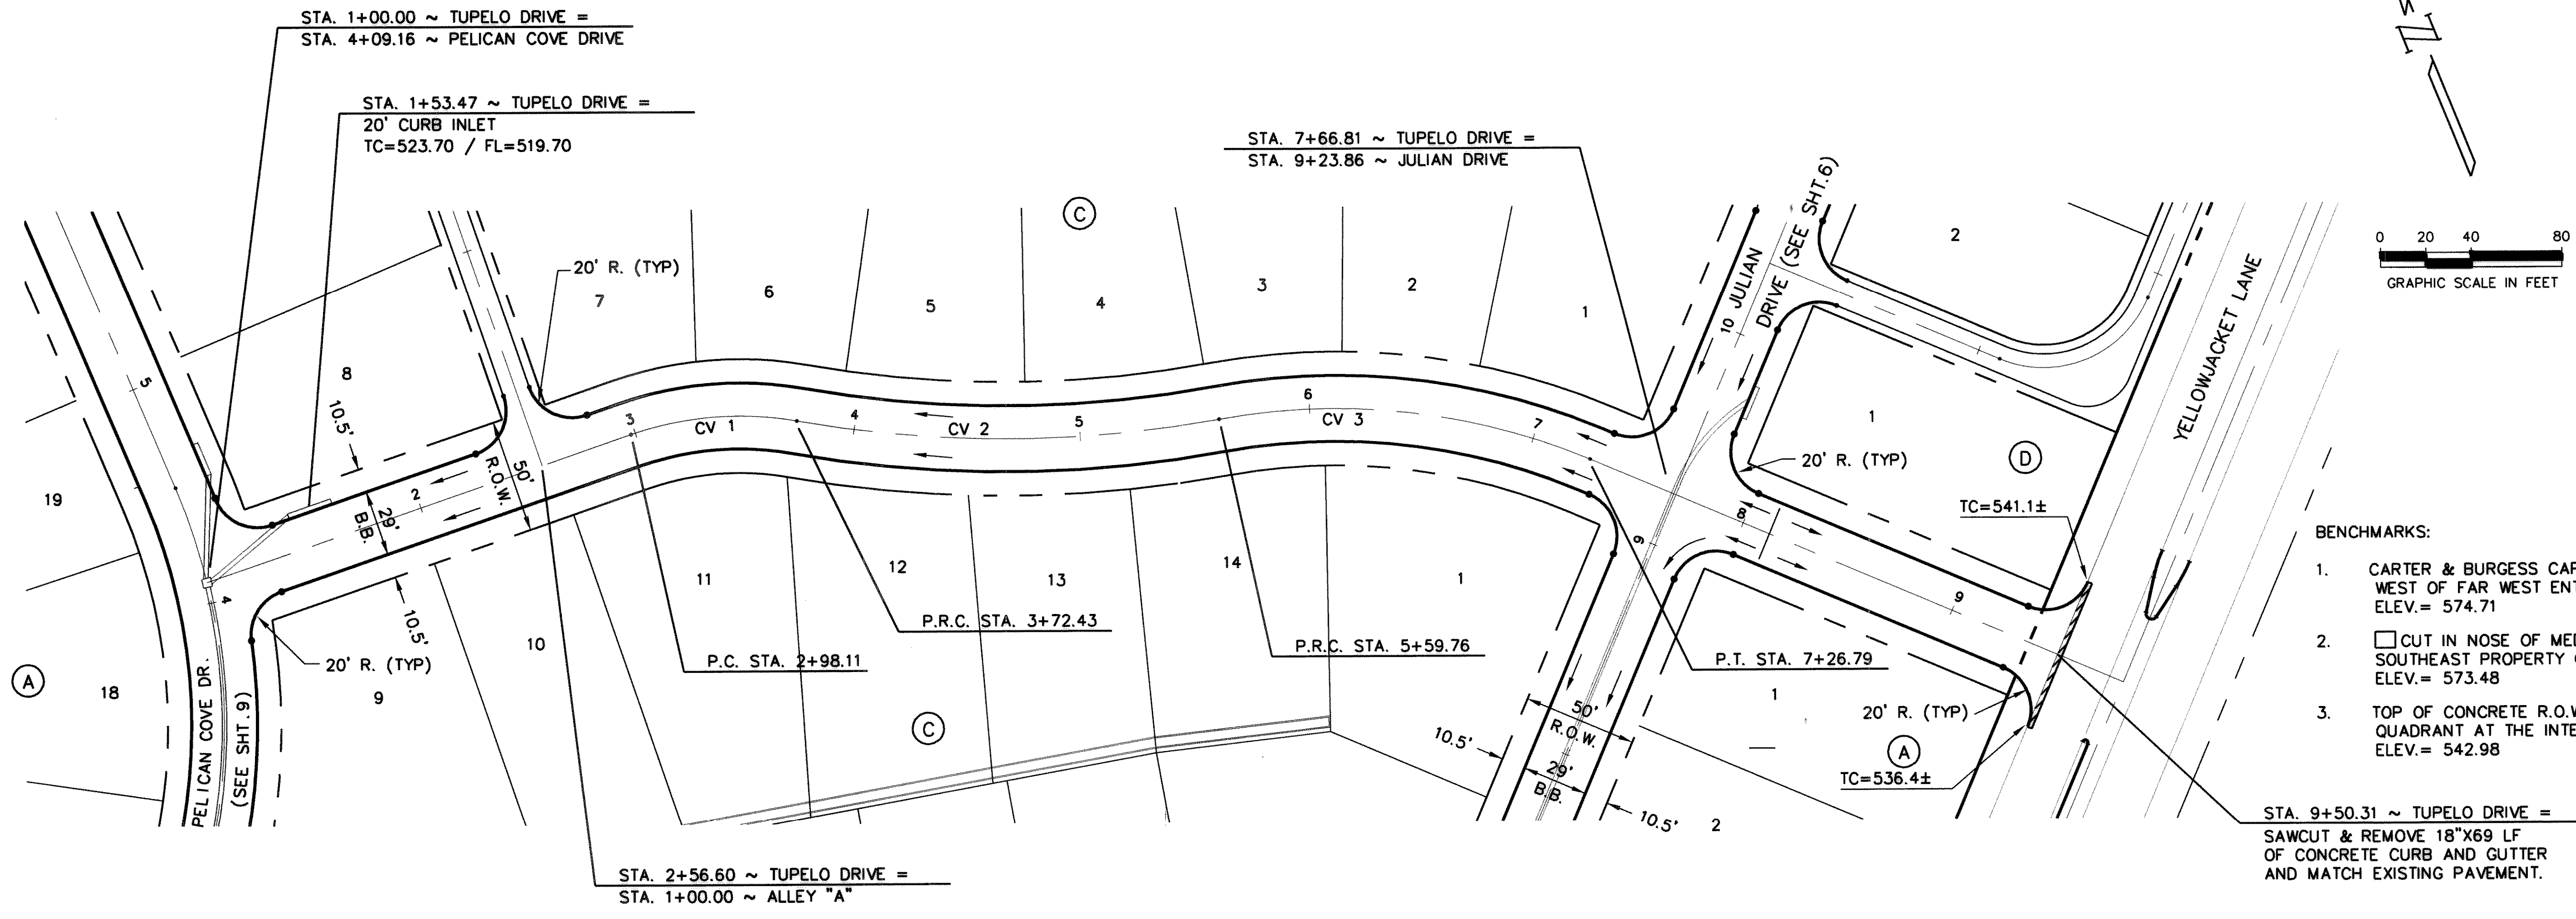 STA. 1+00.00 ~ TUPELO DRIVE =
STA. 4+09.16 ~ PELICAN COVE DRIVE
STA. 1+53.47 ~ TUPELO DRIVE =
20' CURB INLET
TC=523.70 / FL=519.70
STA. 7+66.81 ~ TUPELO DRIVE =
STA. 9+23.86 ~ JULIAN DRIVE
N
0 20 40 80
GRAPHIC SCALE IN FEET
C
20' R. (TYP)
7
6
5
4
3
2
1
10 JULIAN
DRIVE (SEE SHT.6)
2
YELLOWJACKET LANE
5
8
10.5'
19
2
29'
B.B.
50'
R.O.W.
3
CV 1
4
CV 2
5
6
CV 3
7
1
D
20' R. (TYP)
TC=541.1±
8
9
9
4
10.5'
20' R. (TYP)
A
18
PELICAN COVE DR.
(SEE SHT.9)
9
10
11
12
13
14
1
P.C. STA. 2+98.11
P.R.C. STA. 3+72.43
P.R.C. STA. 5+59.76
P.T. STA. 7+26.79
C
1
50'
R.O.W.
10.5'
29'
B.B.
10.5'
2
20' R. (TYP)
A
TC=536.4±
BENCHMARKS:
1. CARTER & BURGESS CAP
WEST OF FAR WEST ENT
ELEV.= 574.71
2. CUT IN NOSE OF MED
SOUTHEAST PROPERTY
ELEV.= 573.48
3. TOP OF CONCRETE R.O.W
QUADRANT AT THE INTE
ELEV.= 542.98
STA. 9+50.31 ~ TUPELO DRIVE =
SAWCUT & REMOVE 18"X69 LF
OF CONCRETE CURB AND GUTTER
AND MATCH EXISTING PAVEMENT.
STA. 2+56.60 ~ TUPELO DRIVE =
STA. 1+00.00 ~ ALLEY "A"